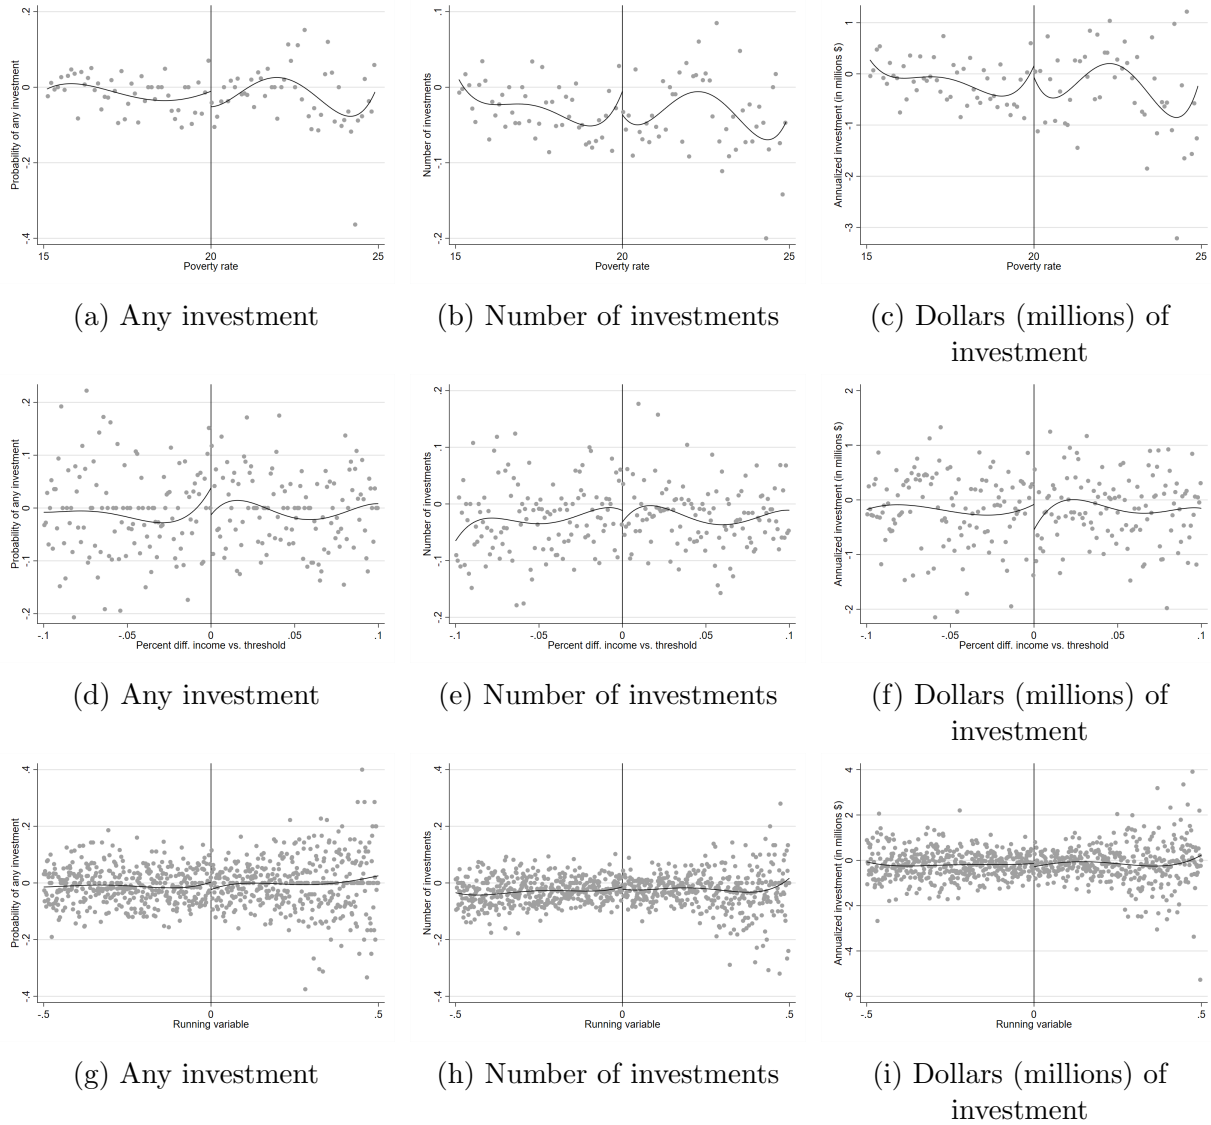 Probability of any investment
.2
0
-.2
-.4
15 20 25
Poverty rate
Number of investments
.1
0
-.1
-.2
15 20 25
Poverty rate
Annualized investment (in millions $)
1
0
-1
-2
-3
15 20 25
Poverty rate
(a) Any investment
(b) Number of investments
(c) Dollars (millions) of
investment
Probability of any investment
.2
.1
0
-.1
-.2
-.1 -.05 0 .05 .1
Percent diff. income vs. threshold
Number of investments
.2
.1
0
-.1
-.2
-.1 -.05 0 .05 .1
Percent diff. income vs. threshold
Annualized investment (in millions $)
2
1
0
-1
-2
-.1 -.05 0 .05 .1
Percent diff. income vs. threshold
(d) Any investment
(e) Number of investments
(f) Dollars (millions) of
investment
Probability of any investment
.4
.2
0
-.2
-.4
-.5 0 .5
Running variable
Number of investments
.4
.2
0
-.2
-.4
-.5 0 .5
Running variable
Annualized investment (in millions $)
4
2
0
-2
-4
-6
-.5 0 .5
Running variable
(g) Any investment
(h) Number of investments
(i) Dollars (millions) of
investment